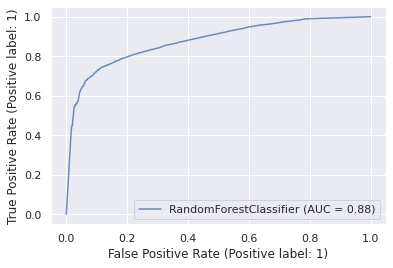 1.0
0.8
0.6
0.4
0.2
0.0
True Positive Rate (Positive label: 1)
RandomForestClassifier (AUC = 0.88)
0.0 0.2 0.4 0.6 0.8 1.0
False Positive Rate (Positive label: 1)